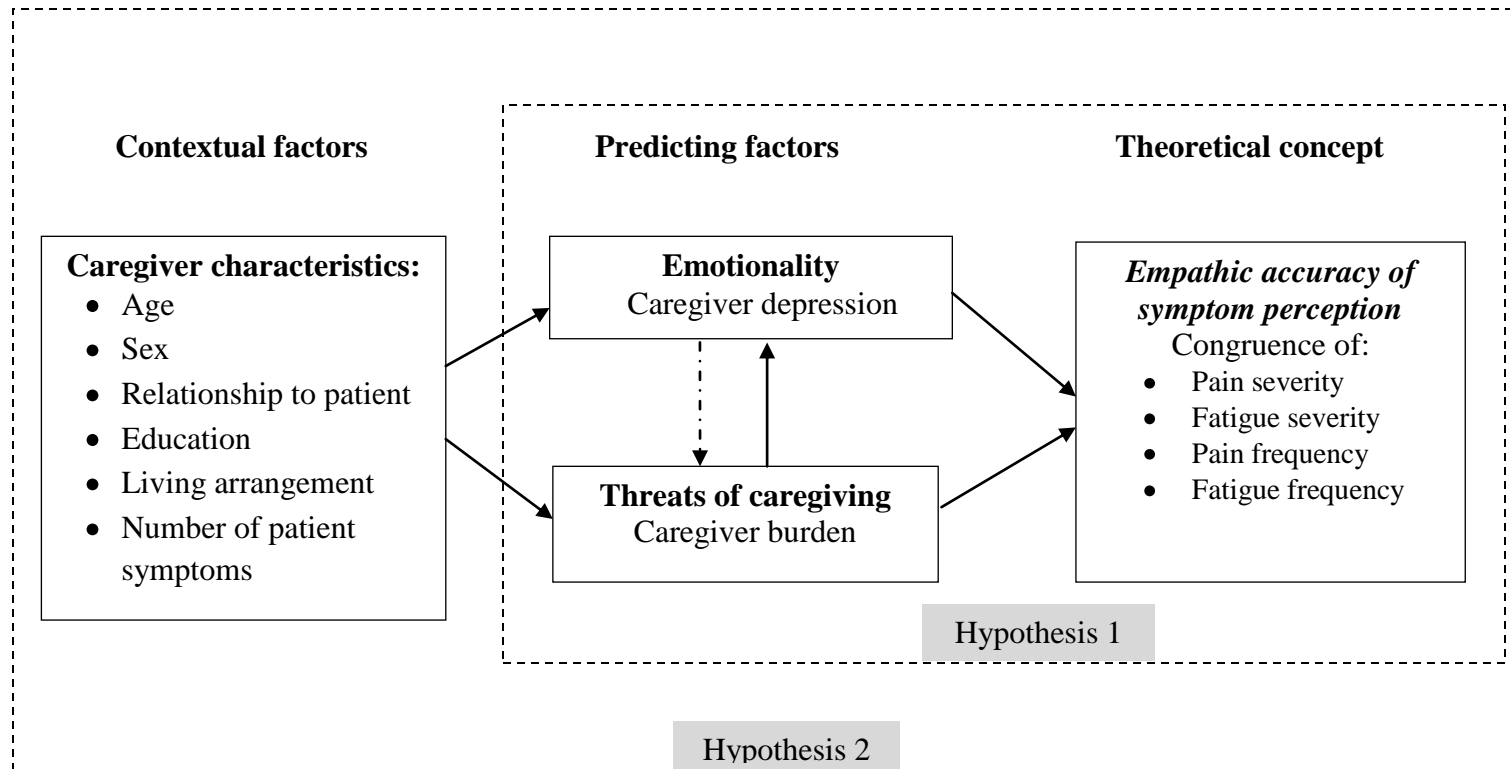 Contextual factors
Predicting factors
Theoretical concept
Caregiver characteristics:
• Age
• Sex
• Relationship to patient
• Education
• Living arrangement
• Number of patient
symptoms
Emotionality
Caregiver depression
Threats of caregiving
Caregiver burden
Empathic accuracy of
symptom perception
Congruence of:
• Pain severity
• Fatigue severity
• Pain frequency
• Fatigue frequency
Hypothesis 1
Hypothesis 2